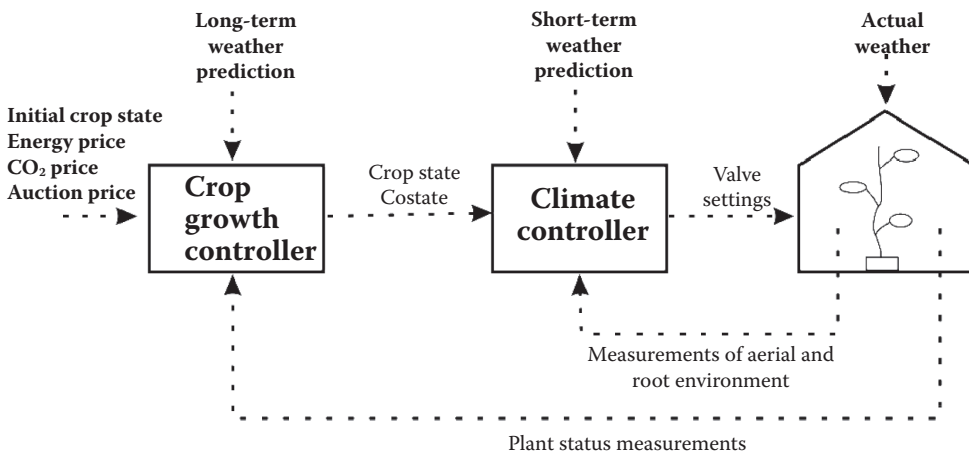 Long-term
weather
prediction
Short-term
weather
prediction
Actual
weather
Initial crop state
Energy price
CO₂ price
Auction price
Crop
growth
controller
Crop state
Costate
Climate
controller
Valve
settings
Measurements of aerial and
root environment
Plant status measurements